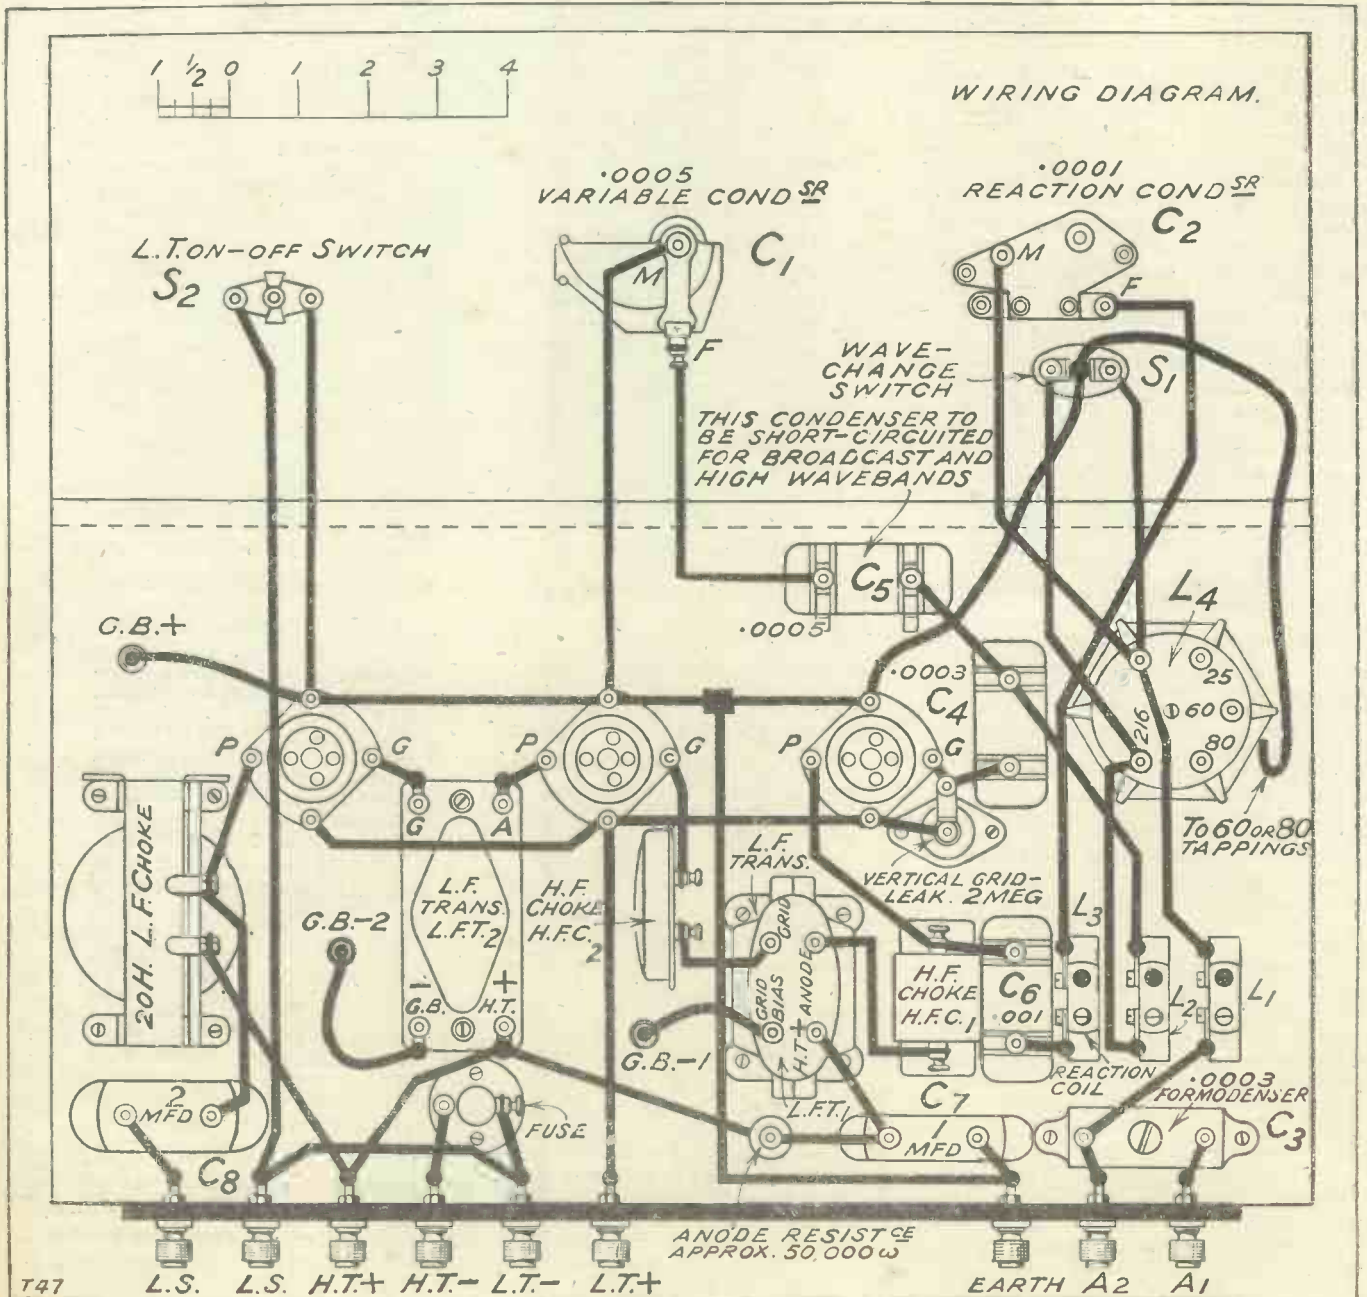 1 1/2 0 1 2 3 4
WIRING DIAGRAM.
.0005
VARIABLE COND SR
C1
M
F
.0001
REACTION COND SR
C2
M
F
L.T. ON-OFF SWITCH
S2
WAVE-
CHANGE
SWITCH
S1
THIS CONDENSER TO
BE SHORT-CIRCUITED
FOR BROADCAST AND
HIGH WAVEBANDS
C5
.0005
L4
25
60
80
216
G.B.+
.0003
C4
P G
P G
P G
G A
TO 60 OR 80
TAPPINGS
20H. L.F. CHOKE
L.F.
TRANS.
L.F.T.2
- +
G.B. H.T.
G.B.-2
H.F.
CHOKE
H.F.C.2
L.F.
TRANS.
VERTICAL GRID-
LEAK. 2 MEG
GRID
ANODE
GRID
BIAS
H.T.+
G.B.-1
L.F.T.1
H.F.
CHOKE
H.F.C.1
C6
.001
L3
L2
L1
REACTION
COIL
.0003
FORMODENSER
C3
2
MFD
C8
FUSE
C7
1
MFD
ANODE RESIST CE
APPROX. 50,000 ω
T47
L.S. L.S. H.T.+ H.T.- L.T.- L.T.+ EARTH A2 A1